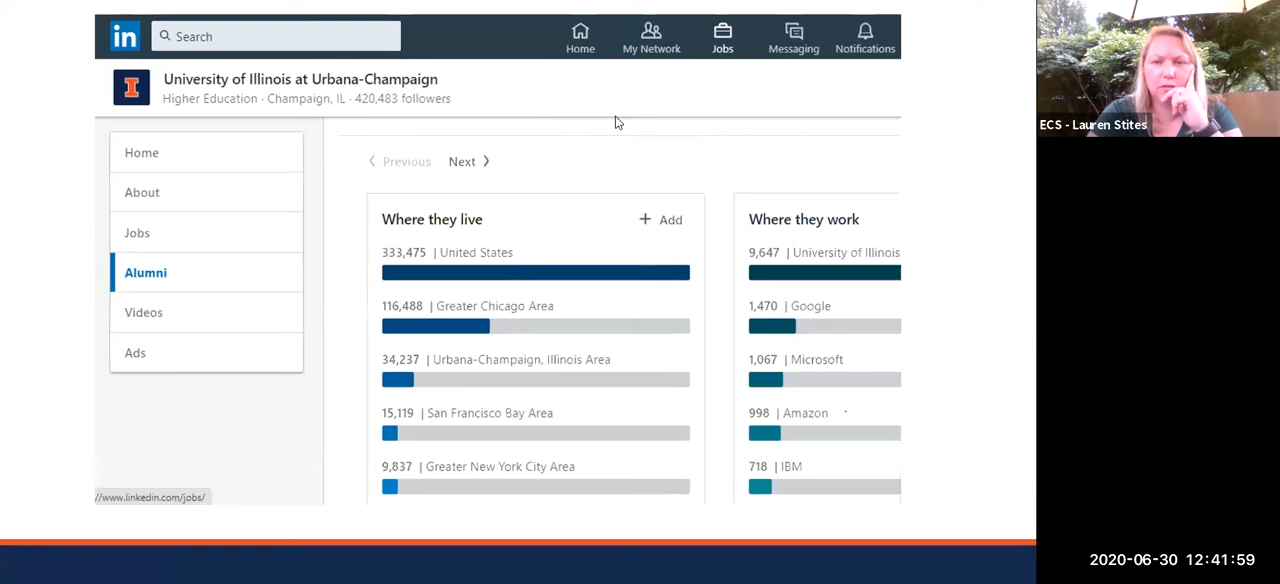 in
Search
Home
My Network
Jobs
Messaging
Notifications
I
University of Illinois at Urbana-Champaign
Higher Education · Champaign, IL · 420,483 followers
Home
About
Jobs
Alumni
Videos
Ads
Previous
Next
Where they live
+ Add
333,475 | United States
116,488 | Greater Chicago Area
34,237 | Urbana-Champaign, Illinois Area
15,119 | San Francisco Bay Area
9,837 | Greater New York City Area
Where they work
9,647 | University of Illinois
1,470 | Google
1,067 | Microsoft
998 | Amazon
718 | IBM
//www.linkedin.com/jobs/
ECS - Lauren Stites
2020-06-30 12:41:59